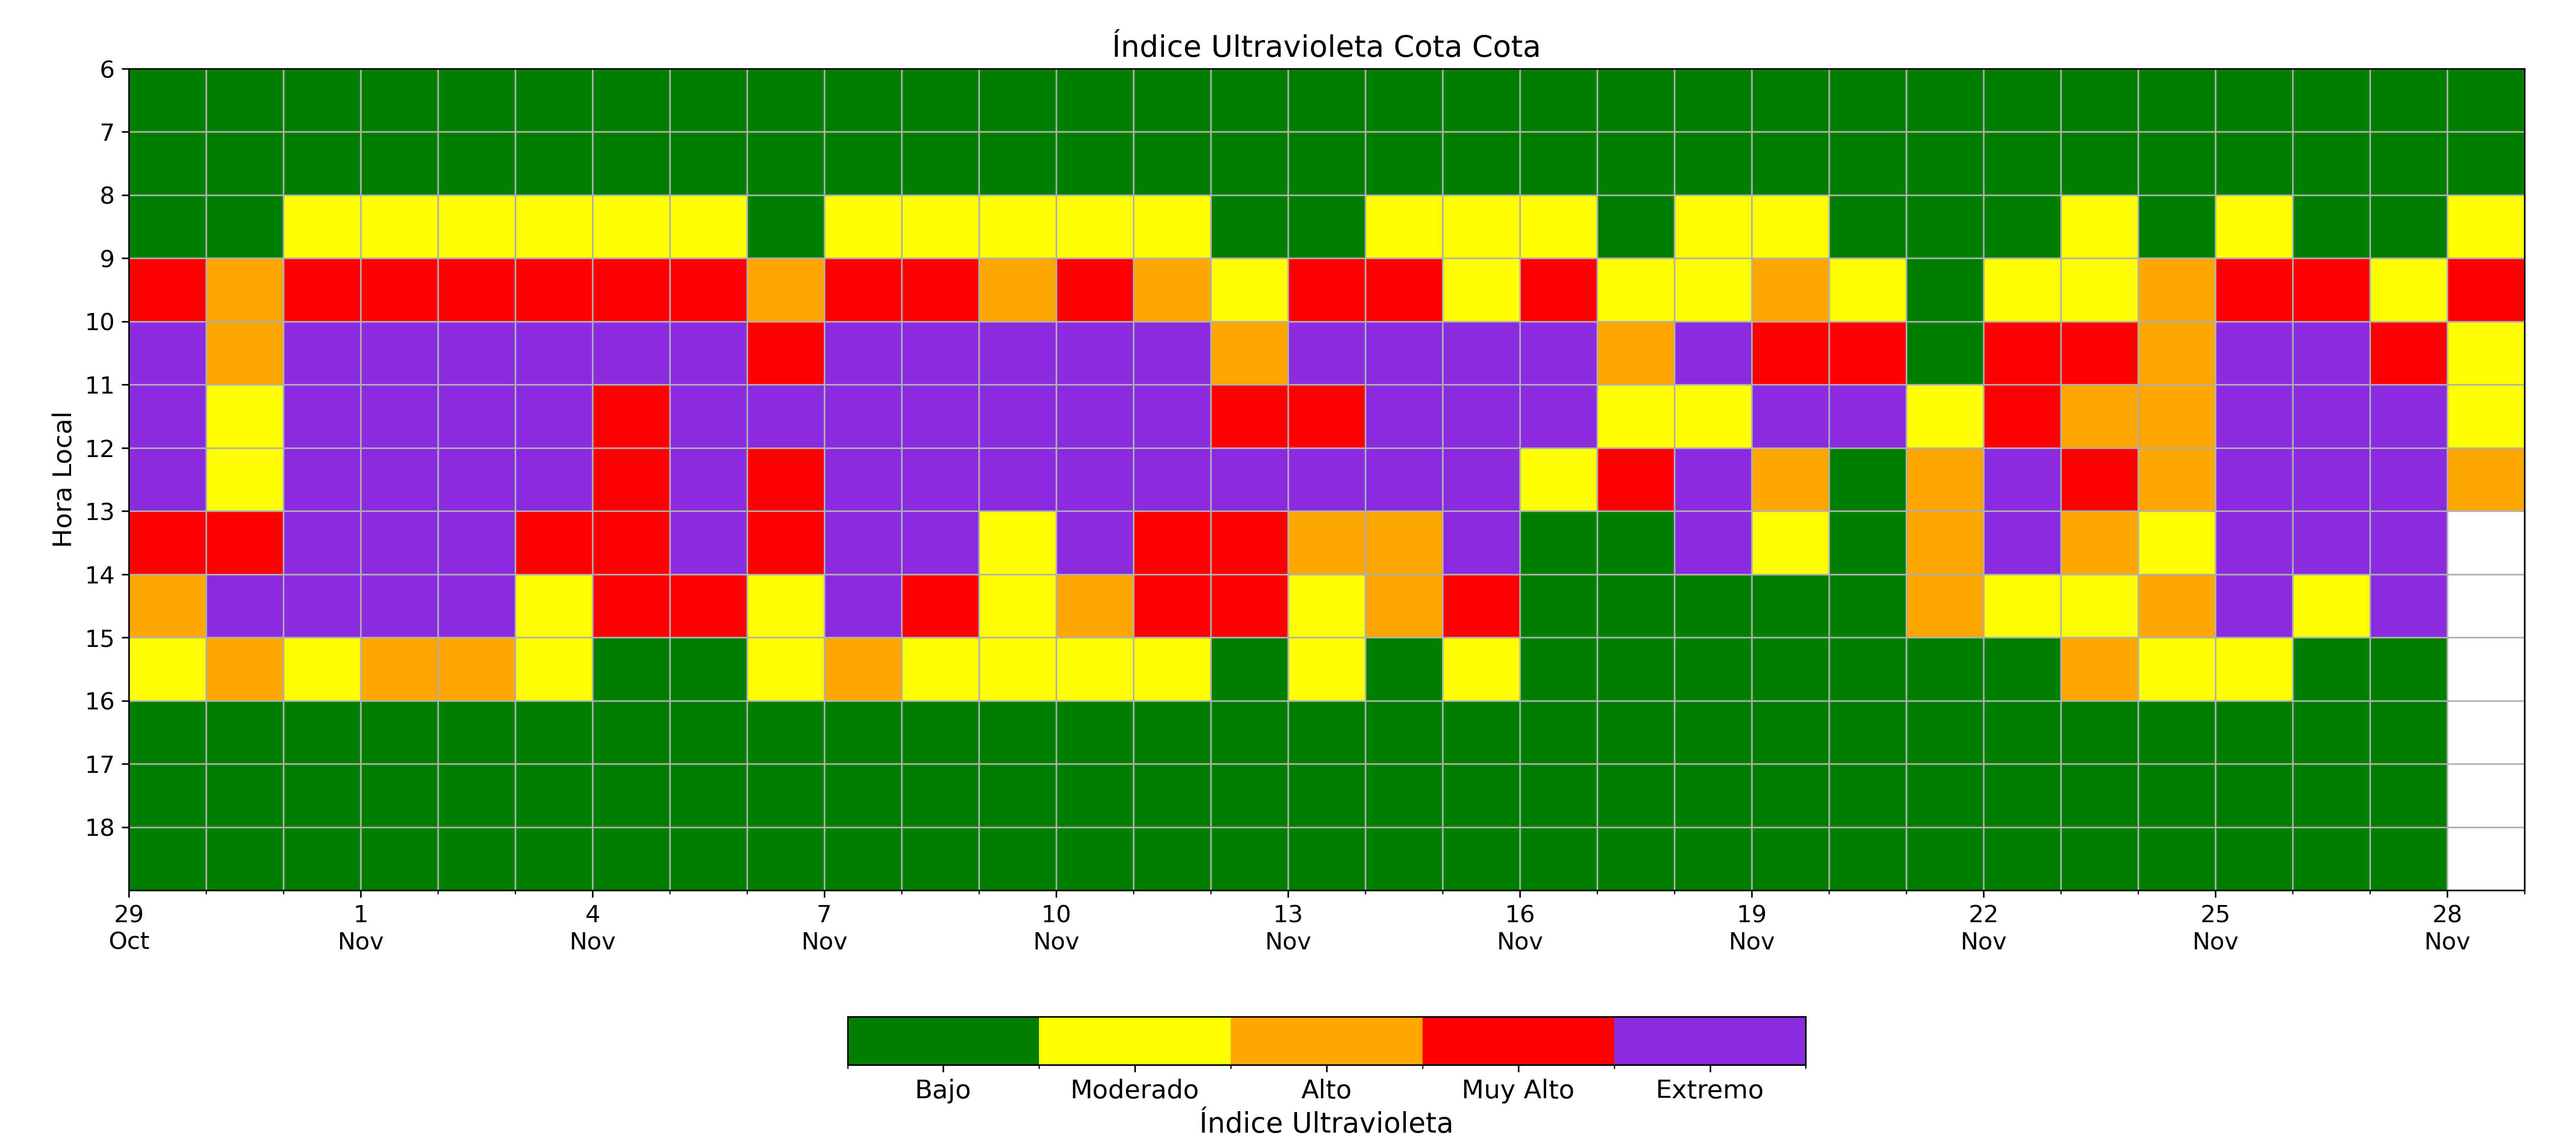 Índice Ultravioleta Cota Cota
6
7
8
9
10
11
12
13
14
15
16
17
18
Hora Local
29 1 4 7 10 13 16 19 22 25 28
Oct Nov Nov Nov Nov Nov Nov Nov Nov Nov Nov
Bajo Moderado Alto Muy Alto Extremo
Índice Ultravioleta